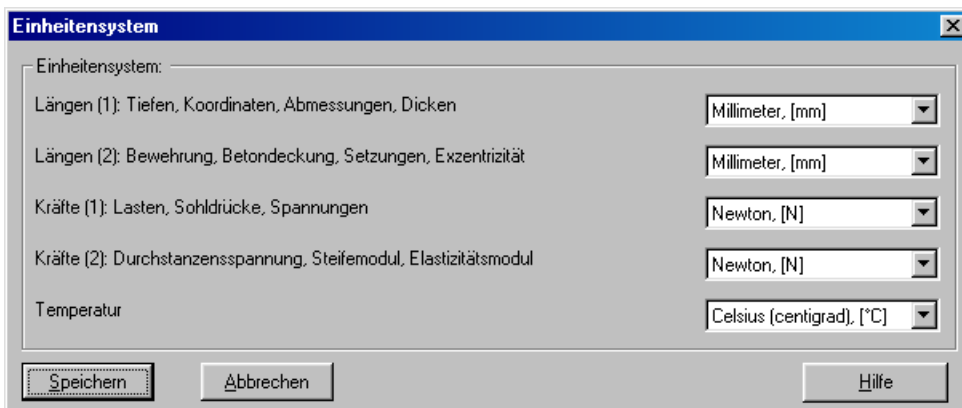 Einheitensystem
Einheitensystem:
Längen (1): Tiefen, Koordinaten, Abmessungen, Dicken
Millimeter, [mm]
Längen (2): Bewehrung, Betondeckung, Setzungen, Exzentrizität
Millimeter, [mm]
Kräfte (1): Lasten, Sohldrücke, Spannungen
Newton, [N]
Kräfte (2): Durchstanzensspannung, Steifemodul, Elastizitätsmodul
Newton, [N]
Temperatur
Celsius (centigrad), [°C]
Speichern Abbrechen Hilfe